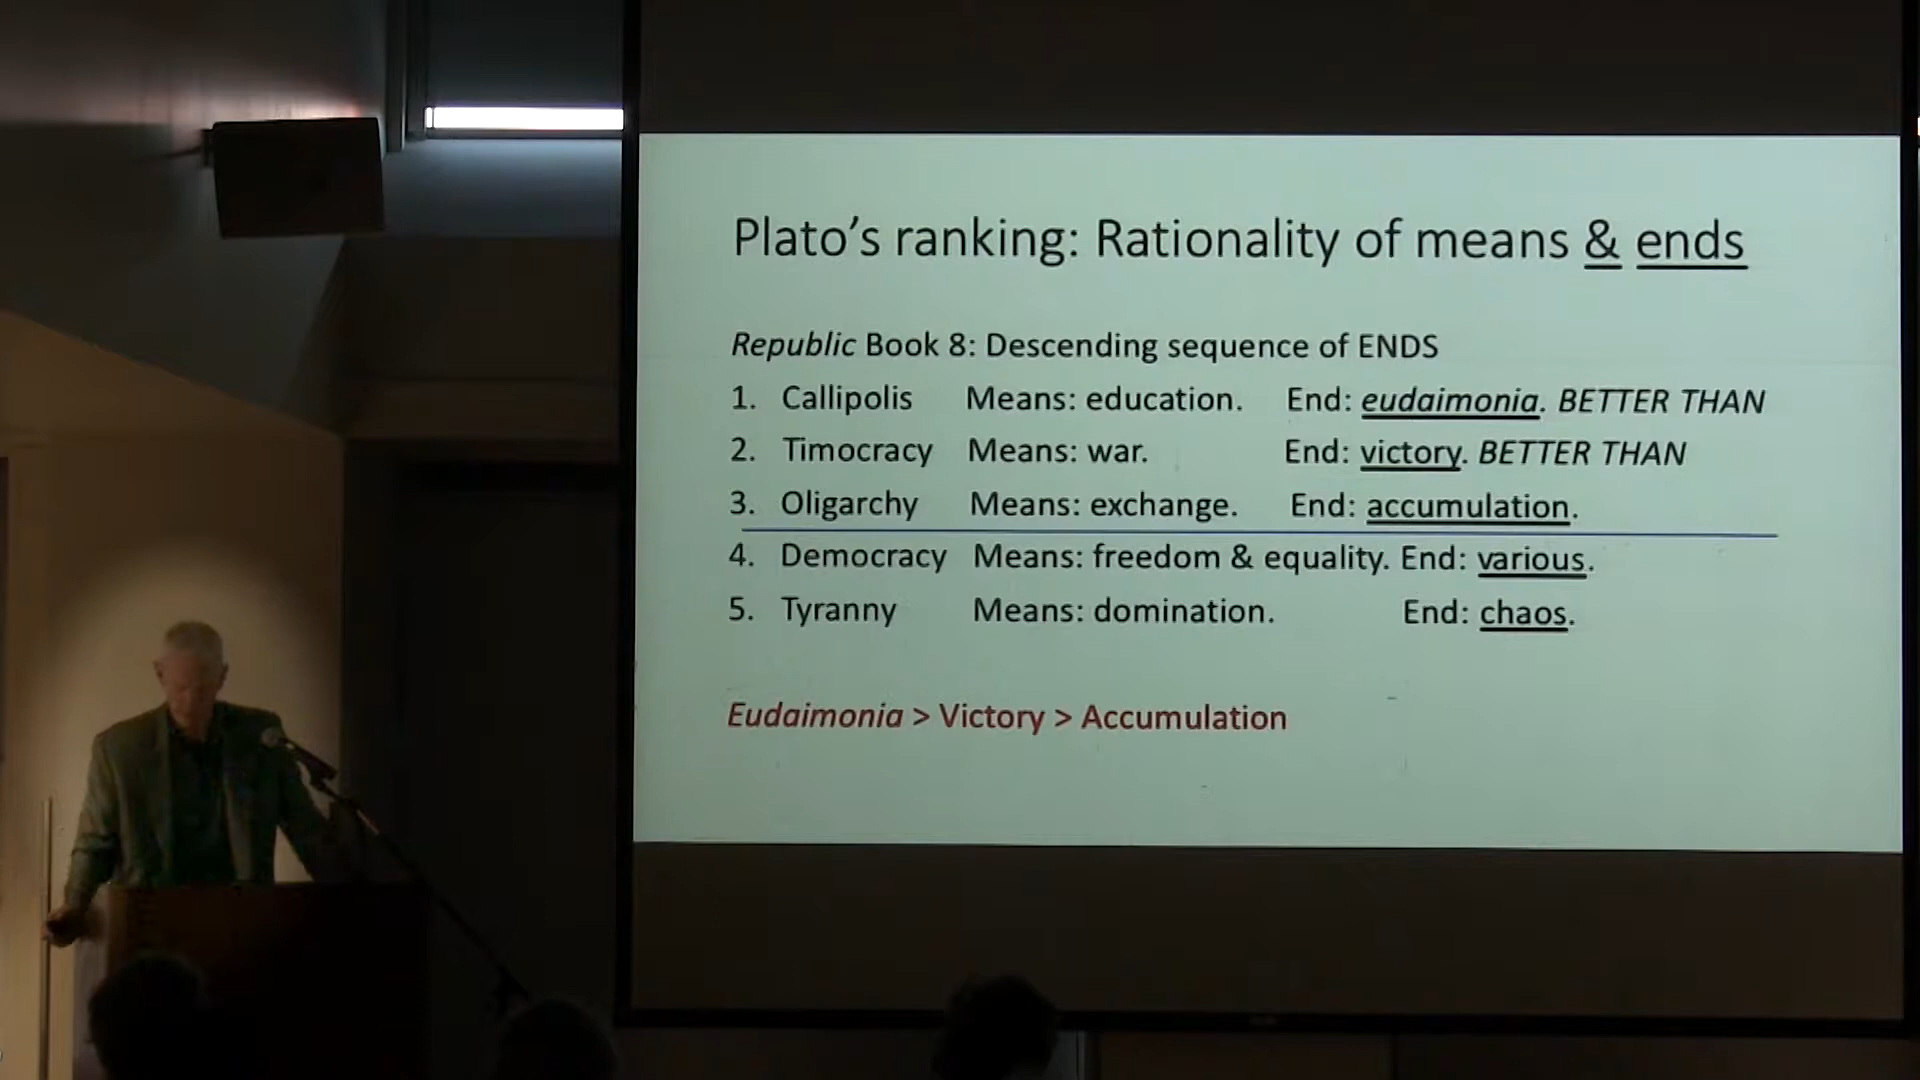 Plato’s ranking: Rationality of means & ends
Republic Book 8: Descending sequence of ENDS
1. Callipolis Means: education. End: eudaimonia. BETTER THAN
2. Timocracy Means: war. End: victory. BETTER THAN
3. Oligarchy Means: exchange. End: accumulation.
4. Democracy Means: freedom & equality. End: various.
5. Tyranny Means: domination. End: chaos.
Eudaimonia > Victory > Accumulation